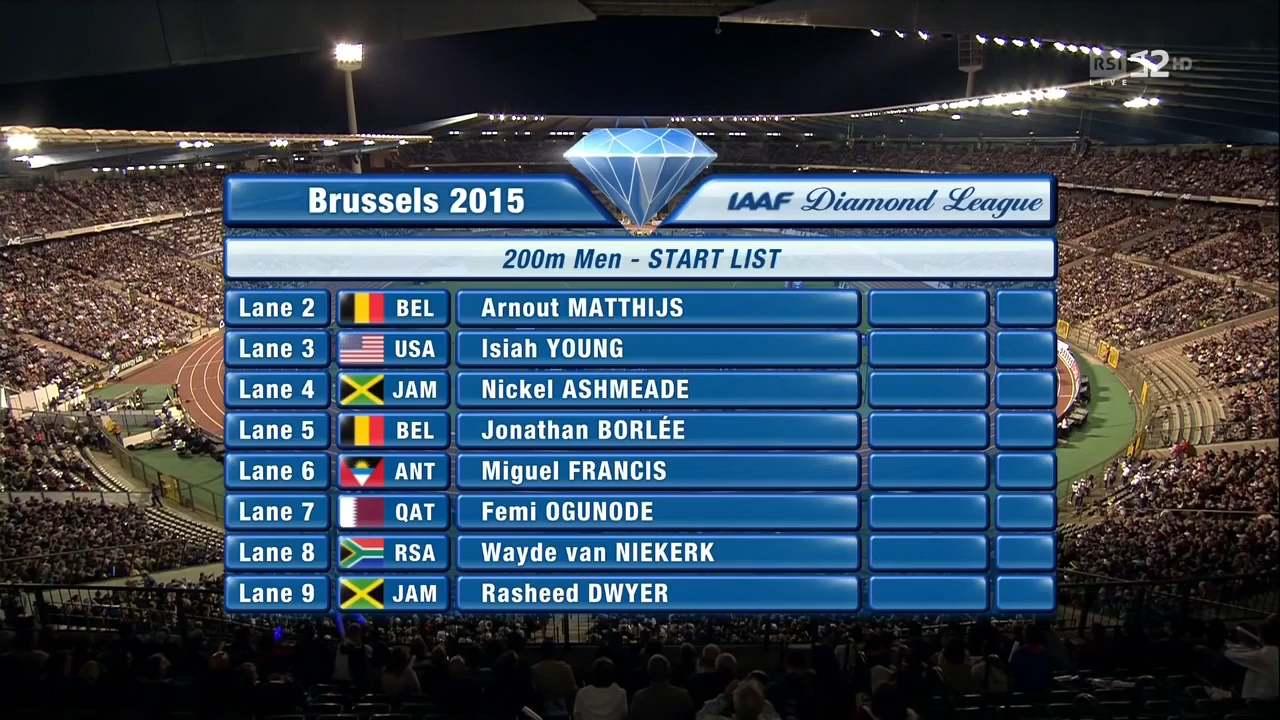 RSI 12 HD
LIVE
Brussels 2015
IAAF Diamond League
200m Men - START LIST
Lane 2 BEL Arnout MATTHIJS
Lane 3 USA Isiah YOUNG
Lane 4 JAM Nickel ASHMEADE
Lane 5 BEL Jonathan BORLÉE
Lane 6 ANT Miguel FRANCIS
Lane 7 QAT Femi OGUNODE
Lane 8 RSA Wayde van NIEKERK
Lane 9 JAM Rasheed DWYER